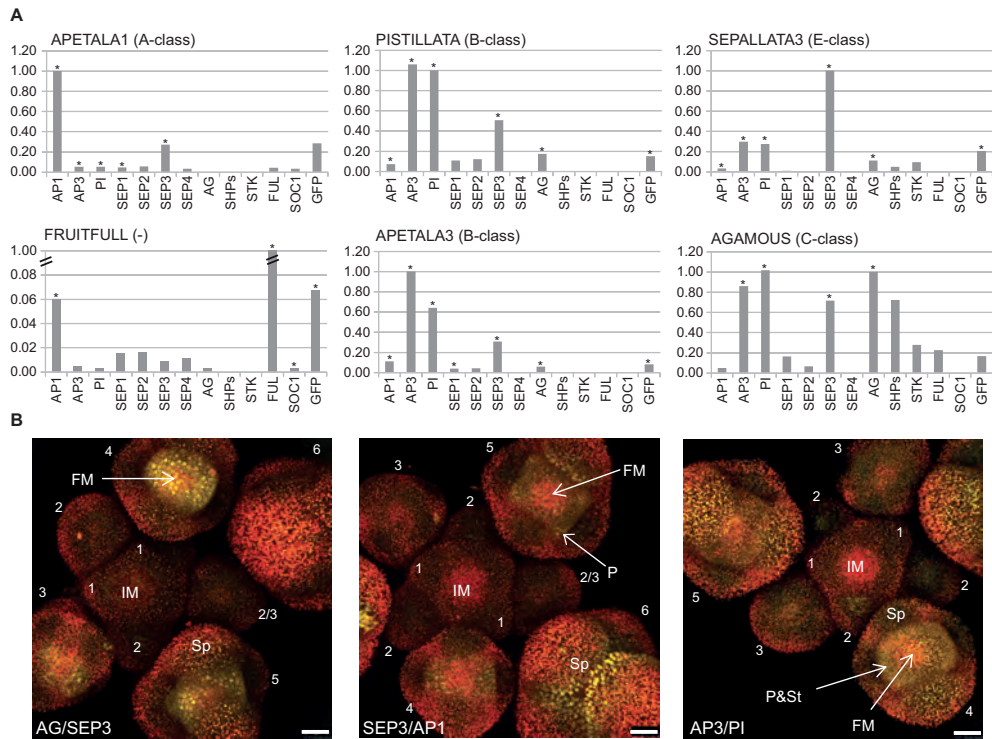 A
APETALA1 (A-class)
1.20
1.00
0.80
0.60
0.40
0.20
0.00
* * * * *
AP1 AP3 PI SEP1 SEP2 SEP3 SEP4 AG SHPs STK FUL SOC1 GFP
PISTILLATA (B-class)
1.20
1.00
0.80
0.60
0.40
0.20
0.00
* * * * * *
AP1 AP3 PI SEP1 SEP2 SEP3 SEP4 AG SHPs STK FUL SOC1 GFP
SEPALLATA3 (E-class)
1.20
1.00
0.80
0.60
0.40
0.20
0.00
* * * * * *
AP1 AP3 PI SEP1 SEP2 SEP3 SEP4 AG SHPs STK FUL SOC1 GFP
FRUITFULL (-)
1.00
0.08
0.06
0.04
0.02
0.00
* * * *
AP1 AP3 PI SEP1 SEP2 SEP3 SEP4 AG SHPs STK FUL SOC1 GFP
APETALA3 (B-class)
1.20
1.00
0.80
0.60
0.40
0.20
0.00
* * * * * * *
AP1 AP3 PI SEP1 SEP2 SEP3 SEP4 AG SHPs STK FUL SOC1 GFP
AGAMOUS (C-class)
1.20
1.00
0.80
0.60
0.40
0.20
0.00
* * * *
AP1 AP3 PI SEP1 SEP2 SEP3 SEP4 AG SHPs STK FUL SOC1 GFP
B
4
6
FM
2
1
3
1
IM
2/3
2
Sp
5
AG/SEP3
5
3
FM
2
P
1
IM
2/3
1
6
2
Sp
4
SEP3/AP1
3
2
1
1
IM
2
5
Sp
2
3
P&St
FM
4
AP3/PI